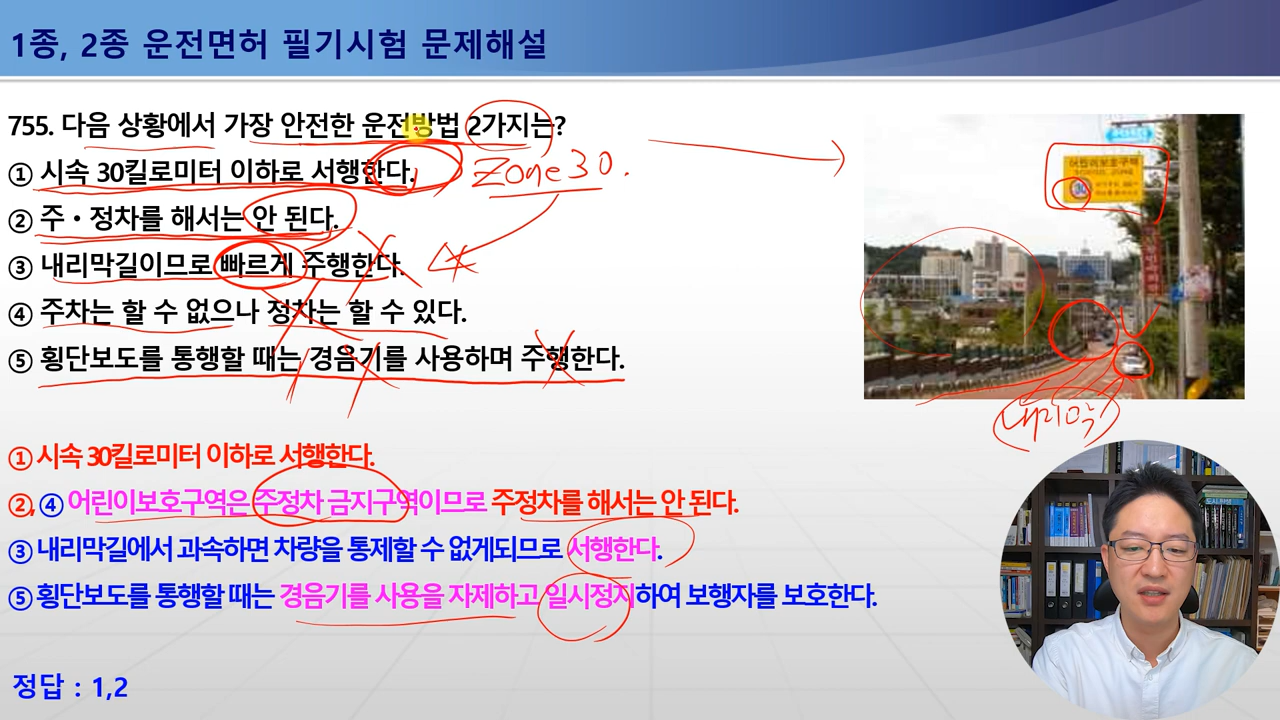 1종, 2종 운전면허 필기시험 문제해설
755. 다음 상황에서 가장 안전한 운전방법 2가지는?
① 시속 30킬로미터 이하로 서행한다.
Zone 30.
② 주·정차를 해서는 안 된다.
③ 내리막길이므로 빠르게 주행한다.
④ 주차는 할 수 없으나 정차는 할 수 있다.
⑤ 횡단보도를 통행할 때는 경음기를 사용하며 주행한다.
어린이보호구역
30
내리막
① 시속 30킬로미터 이하로 서행한다.
②, ④ 어린이보호구역은 주정차 금지구역이므로 주정차를 해서는 안 된다.
③ 내리막길에서 과속하면 차량을 통제할 수 없게되므로 서행한다.
⑤ 횡단보도를 통행할 때는 경음기를 사용을 자제하고 일시정지하여 보행자를 보호한다.
정답 : 1,2